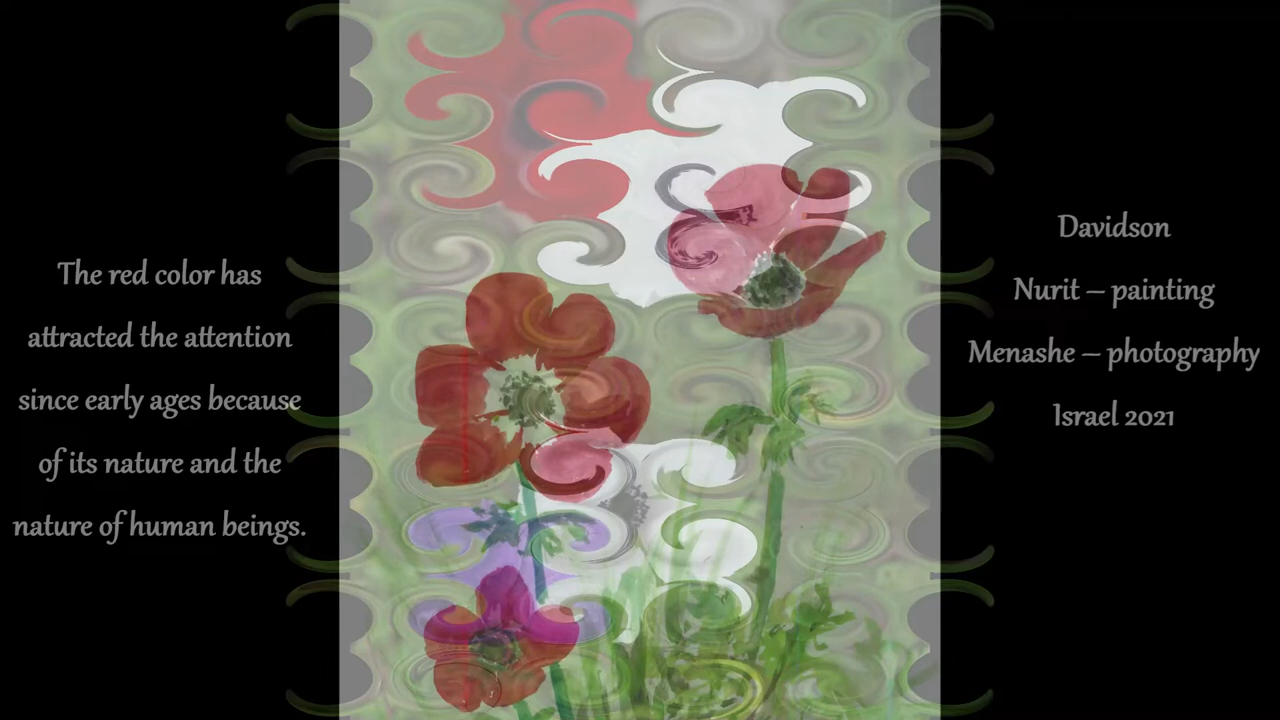 The red color has
attracted the attention
since early ages because
of its nature and the
nature of human beings.
Davidson
Nurit – painting
Menashe – photography
Israel 2021